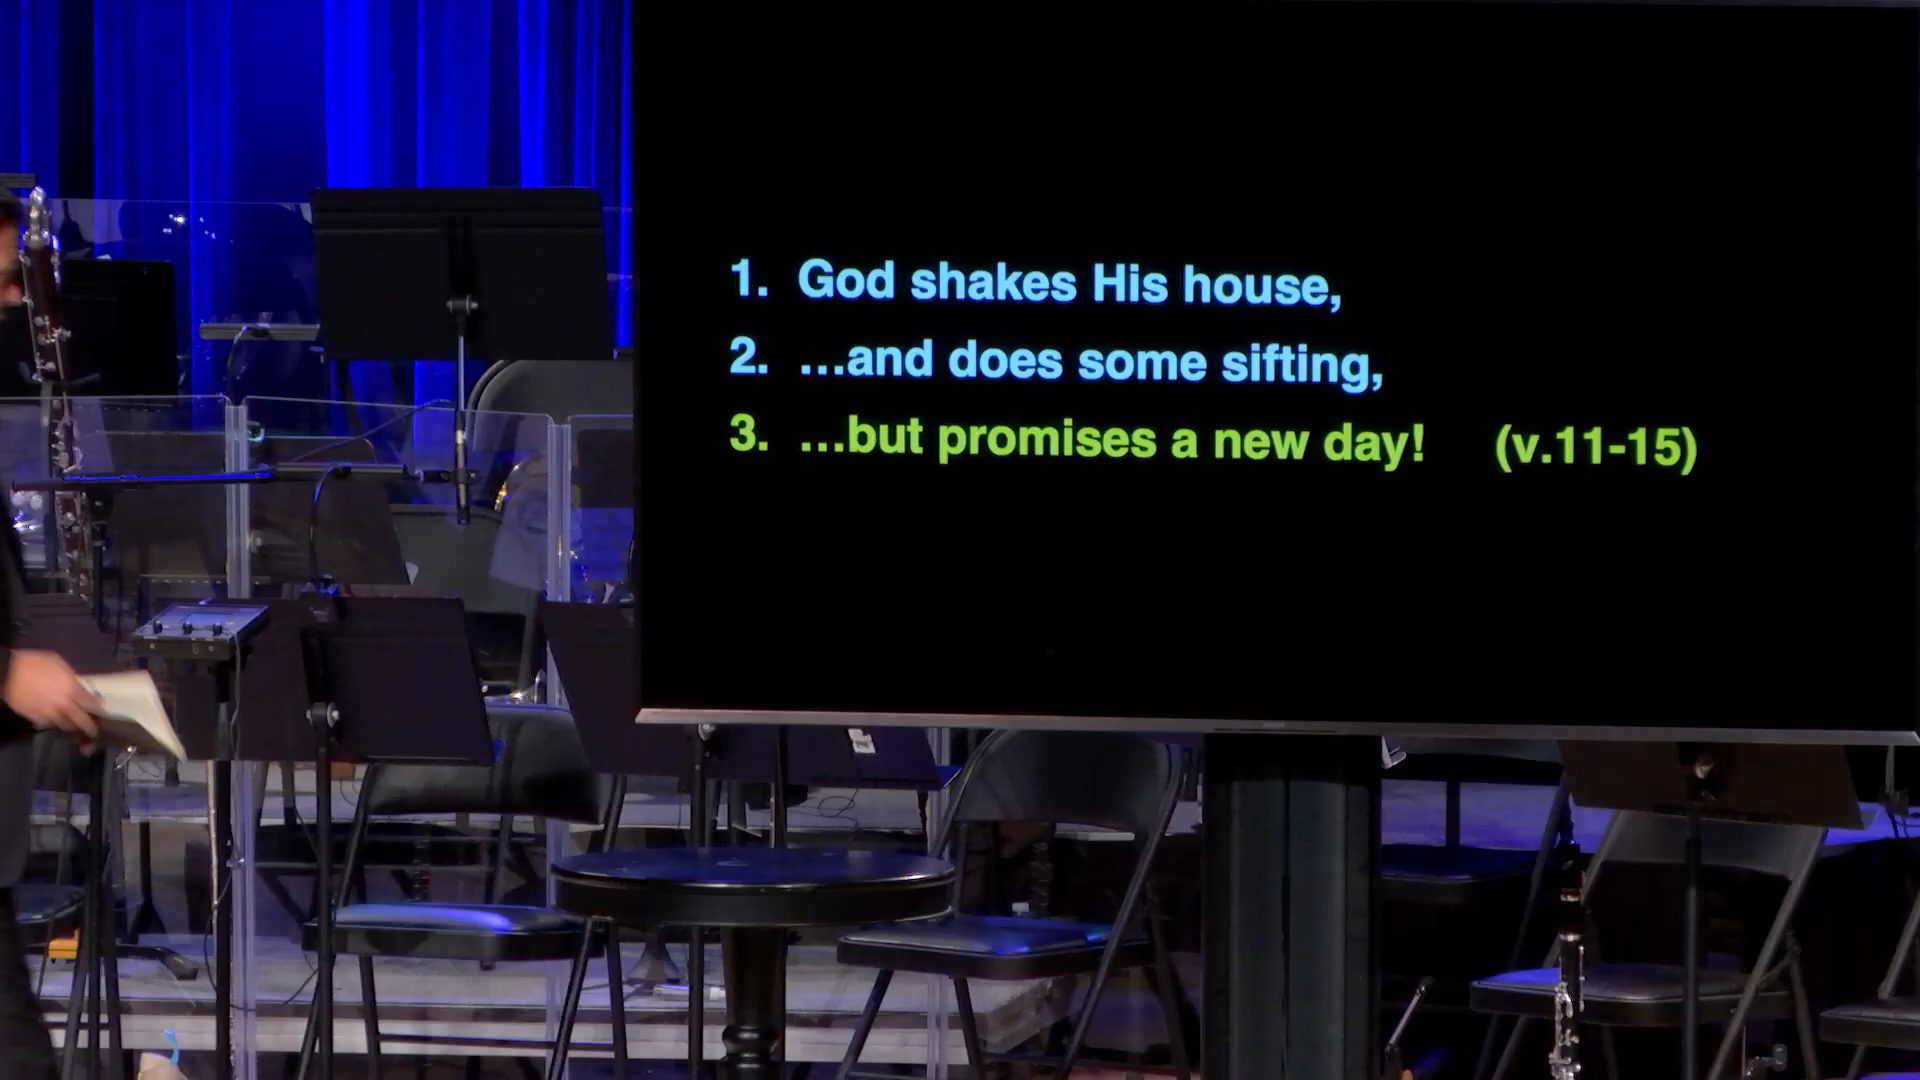 1. God shakes His house,
2. ...and does some sifting,
3. ...but promises a new day! (v.11-15)